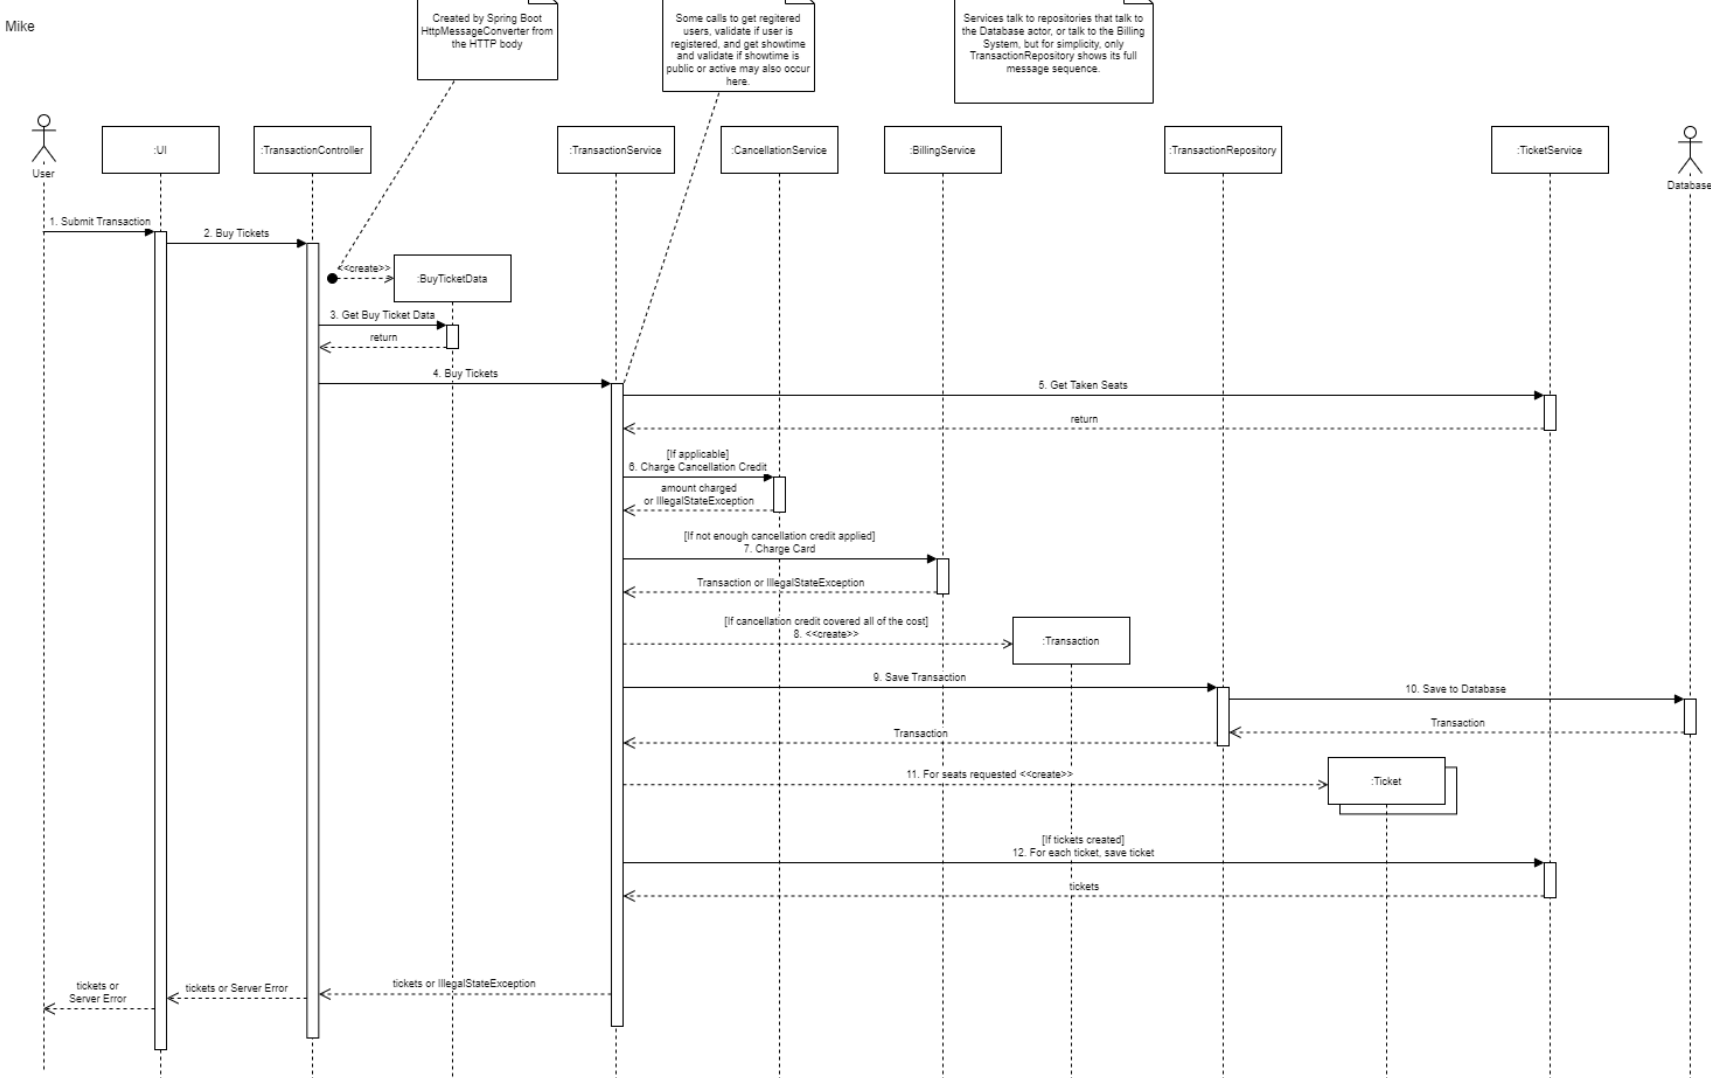 Mike
Created by Spring Boot
HttpMessageConverter from
the HTTP body
Some calls to get regitered
users, validate if user is
registered, and get showtime
and validate if showtime is
public or active may also occur
here.
Services talk to repositories that talk to
the Database actor, or talk to the Billing
System, but for simplicity, only
TransactionRepository shows its full
message sequence.
User
:UI
:TransactionController
:TransactionService
:CancellationService
:BillingService
:TransactionRepository
:TicketService
Database
1. Submit Transaction
2. Buy Tickets
<<create>>
:BuyTicketData
3. Get Buy Ticket Data
return
4. Buy Tickets
5. Get Taken Seats
return
[If applicable]
6. Charge Cancellation Credit
amount charged
or IllegalStateException
[If not enough cancellation credit applied]
7. Charge Card
Transaction or IllegalStateException
[If cancellation credit covered all of the cost]
8. <<create>>
:Transaction
9. Save Transaction
10. Save to Database
Transaction
Transaction
11. For seats requested <<create>>
:Ticket
[If tickets created]
12. For each ticket, save ticket
tickets
tickets or IllegalStateException
tickets or Server Error
tickets or
Server Error